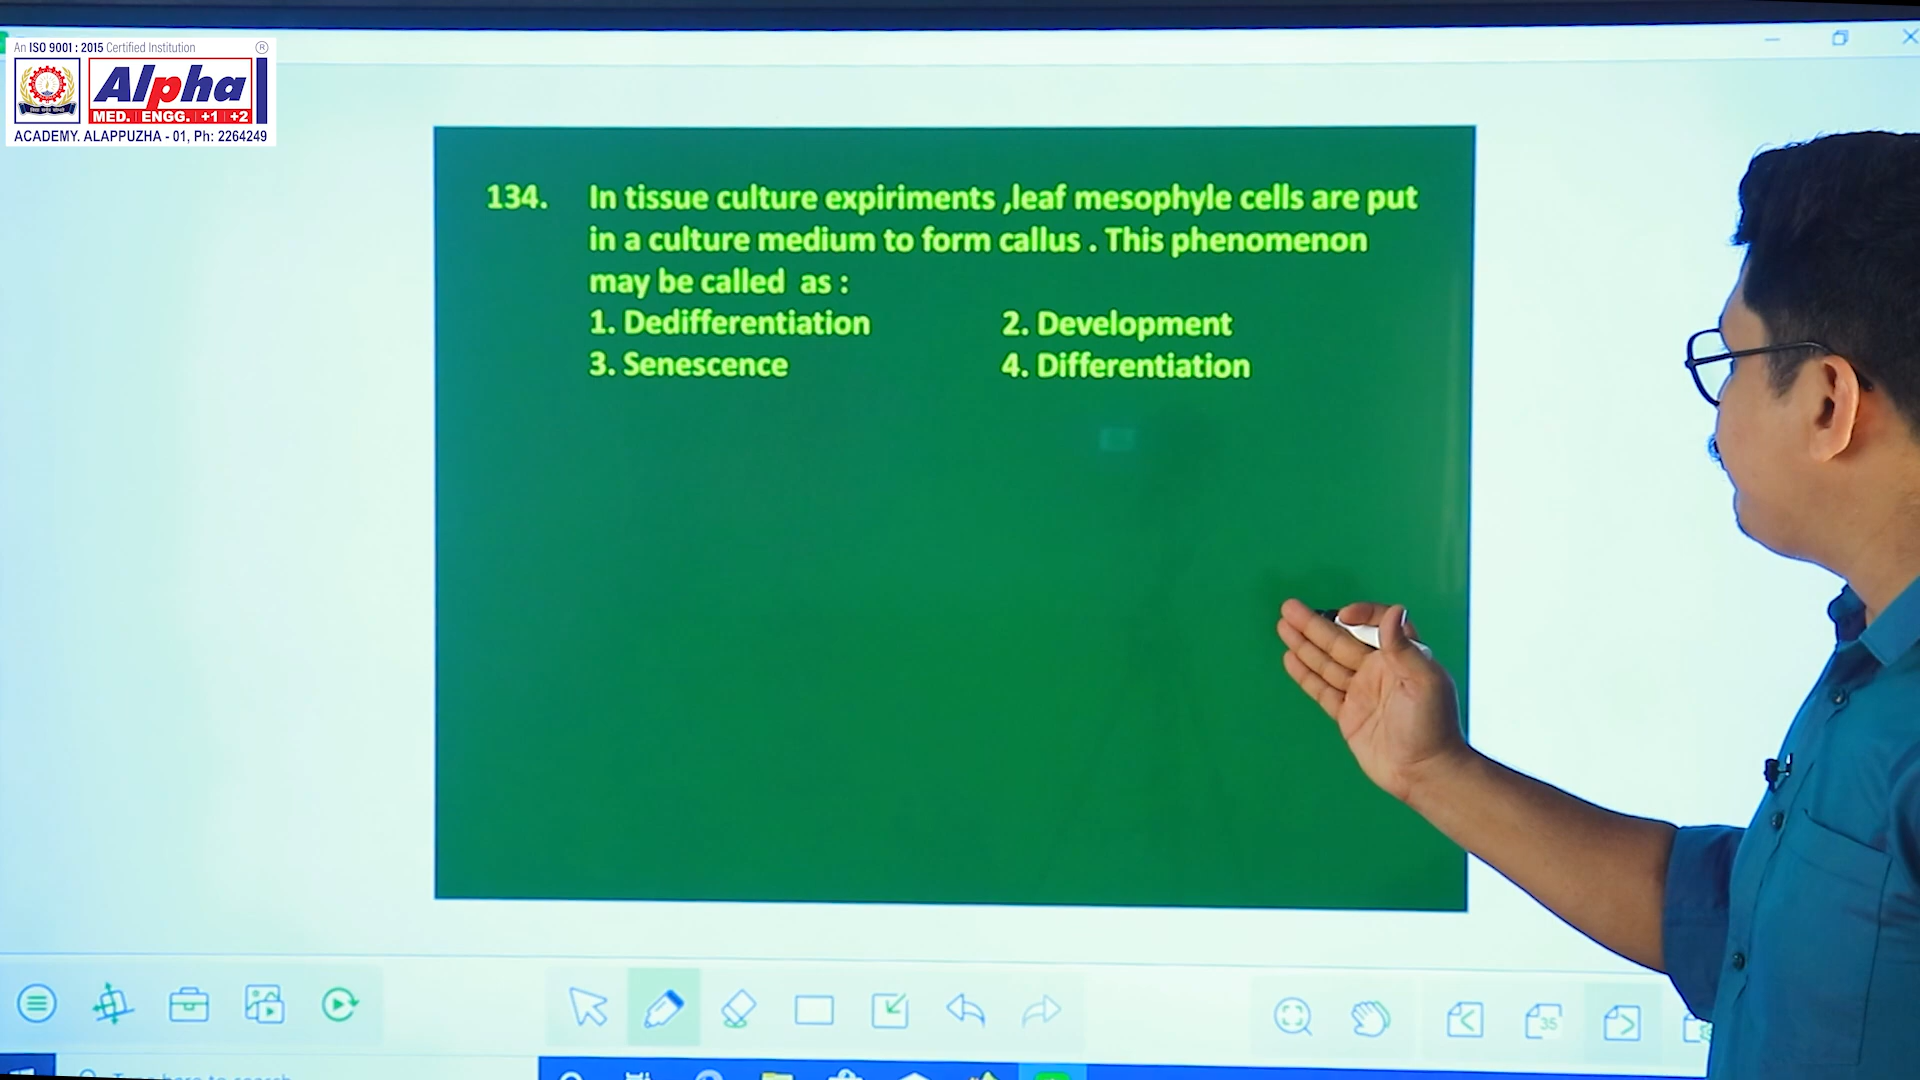 An ISO 9001 : 2015 Certified Institution ®
Alpha
MED. ENGG. +1 +2
ACADEMY. ALAPPUZHA - 01, Ph: 2264249
134. In tissue culture expiriments ,leaf mesophyle cells are put
in a culture medium to form callus . This phenomenon
may be called as :
1. Dedifferentiation 2. Development
3. Senescence 4. Differentiation
35